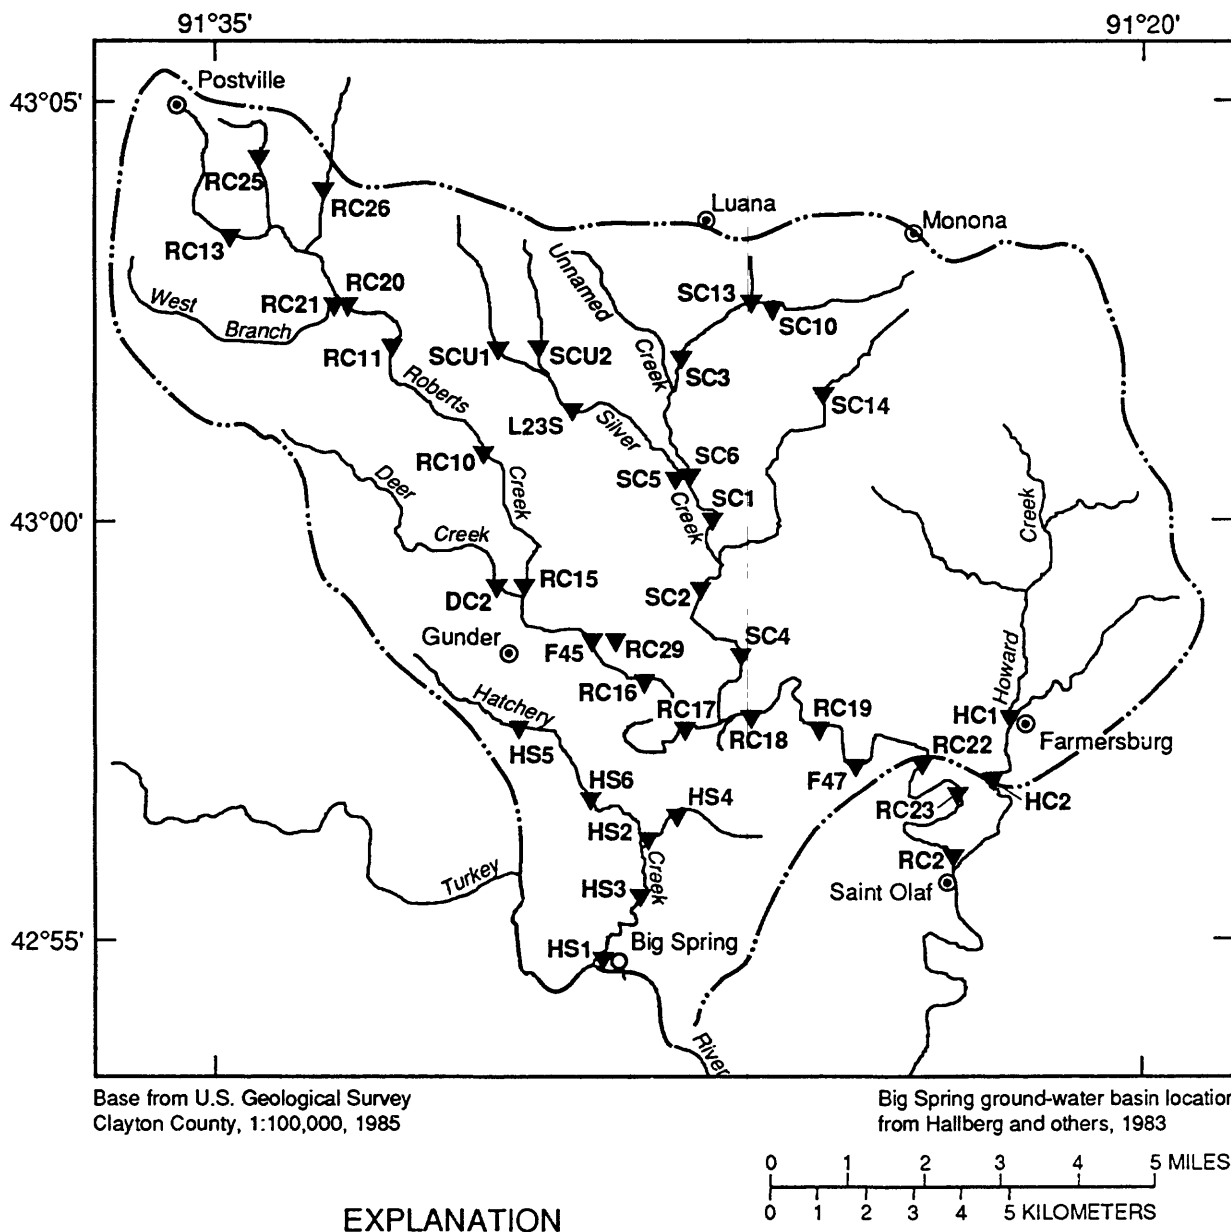 91°35'
91°20'
43°05'
Postville
RC25
RC26
Luana
Monona
RC13
Unnamed
Creek
West
Branch
RC21
RC20
SC13
SC10
RC11
SCU1
SCU2
SC3
Roberts
Creek
SC14
L23S
Silver
Creek
RC10
SC6
SC5
Deer
Creek
SC1
Creek
43°00'
RC15
DC2
SC2
Gunder
F45
RC29
SC4
Howard
RC16
Hatchery
RC17
RC18
RC19
HC1
Farmersburg
HS5
RC22
F47
HS6
HS4
RC23
HC2
HS2
Creek
RC2
Turkey
HS3
Saint Olaf
42°55'
HS1
Big Spring
River
Base from U.S. Geological Survey
Clayton County, 1:100,000, 1985
Big Spring ground-water basin location
from Hallberg and others, 1983
0 1 2 3 4 5 MILES
0 1 2 3 4 5 KILOMETERS
EXPLANATION